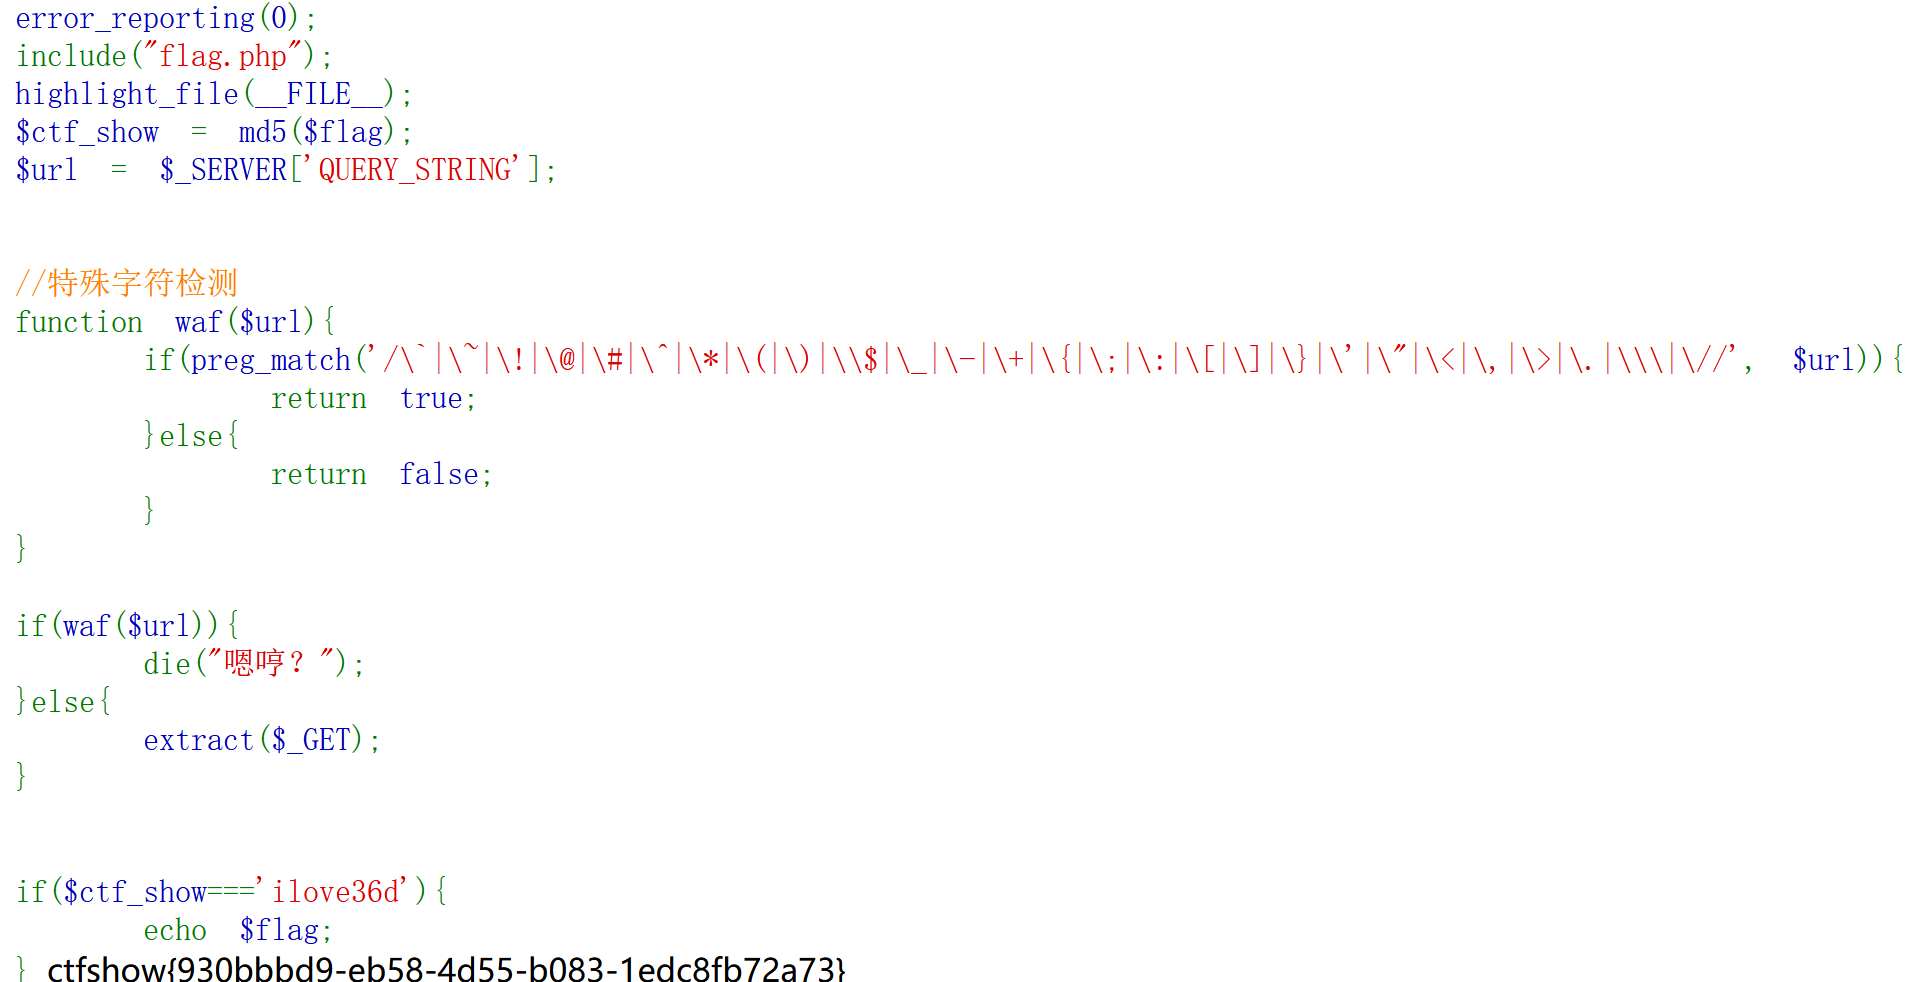 error_reporting(0);
include("flag.php");
highlight_file(__FILE__);
$ctf_show  =  md5($flag);
$url  =  $_SERVER['QUERY_STRING'];
//特殊字符检测
function  waf($url){
        if(preg_match('/\`|\~|\!|\@|\#|\^|\*|\(|\)|\\$|\_|\-|\+|\{|\;|\:|\[|\]|\}|\'|\"|\<|\,|\>|\.|\\\|\//',  $url)){
                return  true;
        }else{
                return  false;
        }
}
if(waf($url)){
        die("嗯哼？");
}else{
        extract($_GET);
}
if($ctf_show==='ilove36d'){
        echo  $flag;
} ctfshow{930bbbd9-eb58-4d55-b083-1edc8fb72a73}